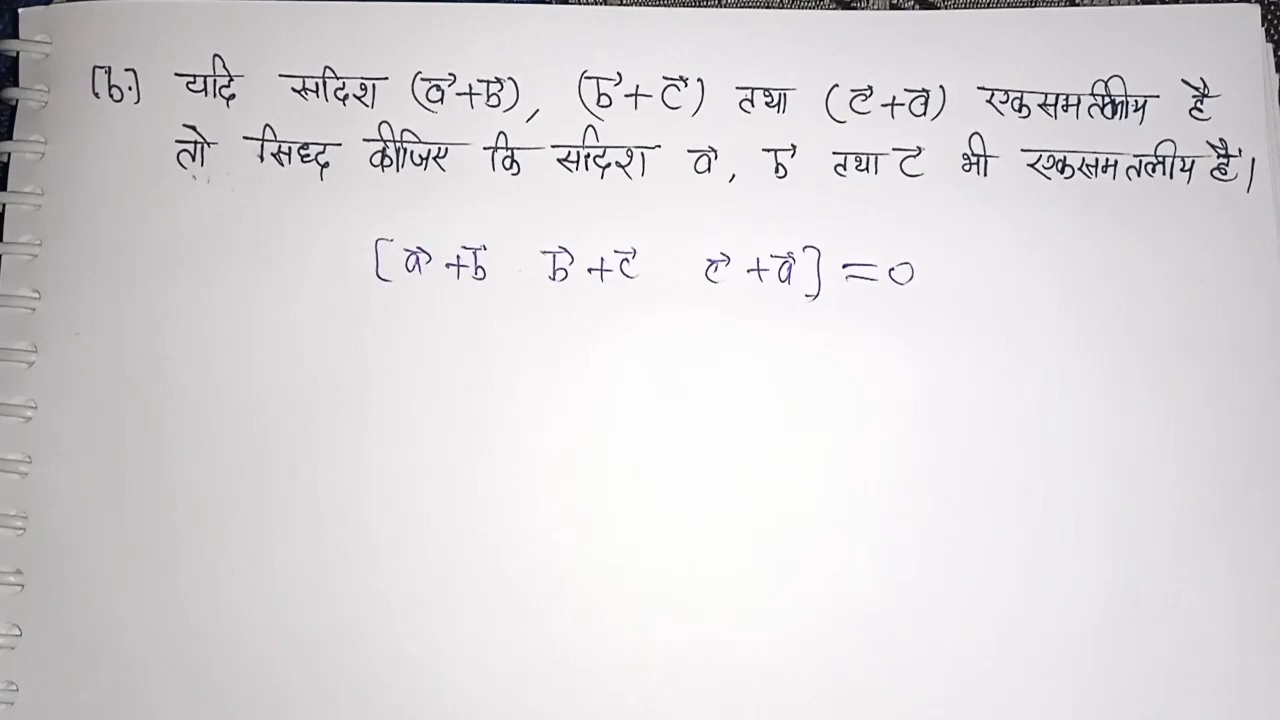 (b.) यदि सदिश (a⃗+b⃗), (b⃗+c⃗) तथा (c⃗+a⃗) एकसमतलीय है
तो सिध्द कीजिए कि सदिश a⃗, b⃗ तथा c⃗ भी एकसमतलीय हैं।
[a⃗+b⃗ b⃗+c⃗ c⃗+a⃗]=0